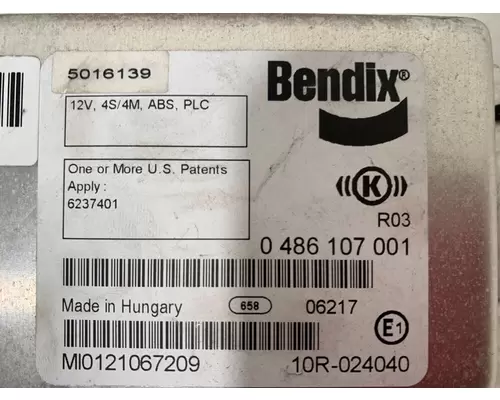 5016139
Bendix®
12V, 4S/4M, ABS, PLC
One or More U.S. Patents
Apply :
6237401
((( K )))
R03
0 486 107 001
Made in Hungary 658 06217
E1
MI0121067209 10R-024040